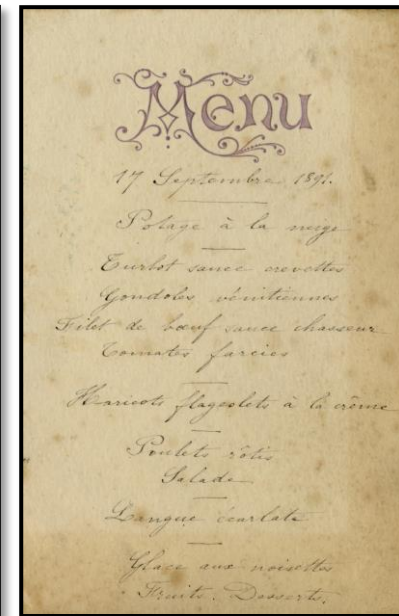 Menu
17 Septembre 1891.
Potage à la neige
Turbot sauce crevettes
Gondoles vénitiennes
Filet de bœuf sauce chasseur
Tomates farcies
Haricots flageolets à la crème
Poulets rôtis
Salade
Langue écarlate
Glace aux noisettes
Fruits. Desserts.